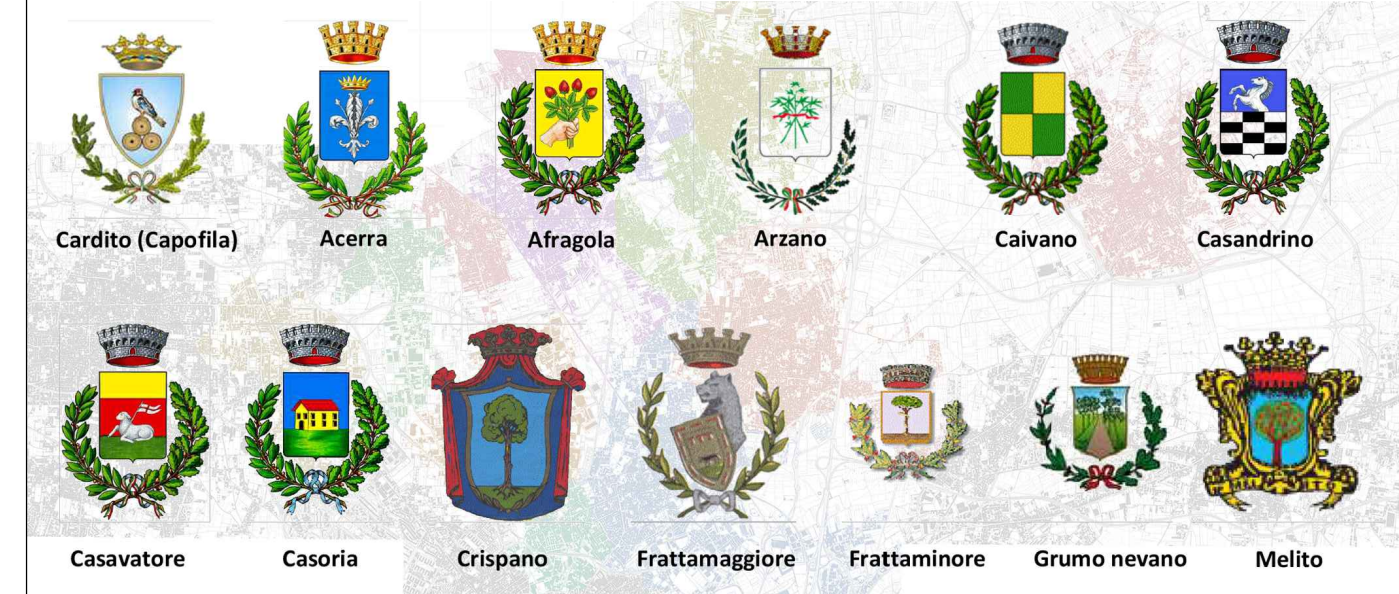 Cardito (Capofila)
Acerra
Afragola
Arzano
Caivano
Casandrino
Casavatore
Casoria
Crispano
Frattamaggiore
Frattaminore
Grumo nevano
Melito